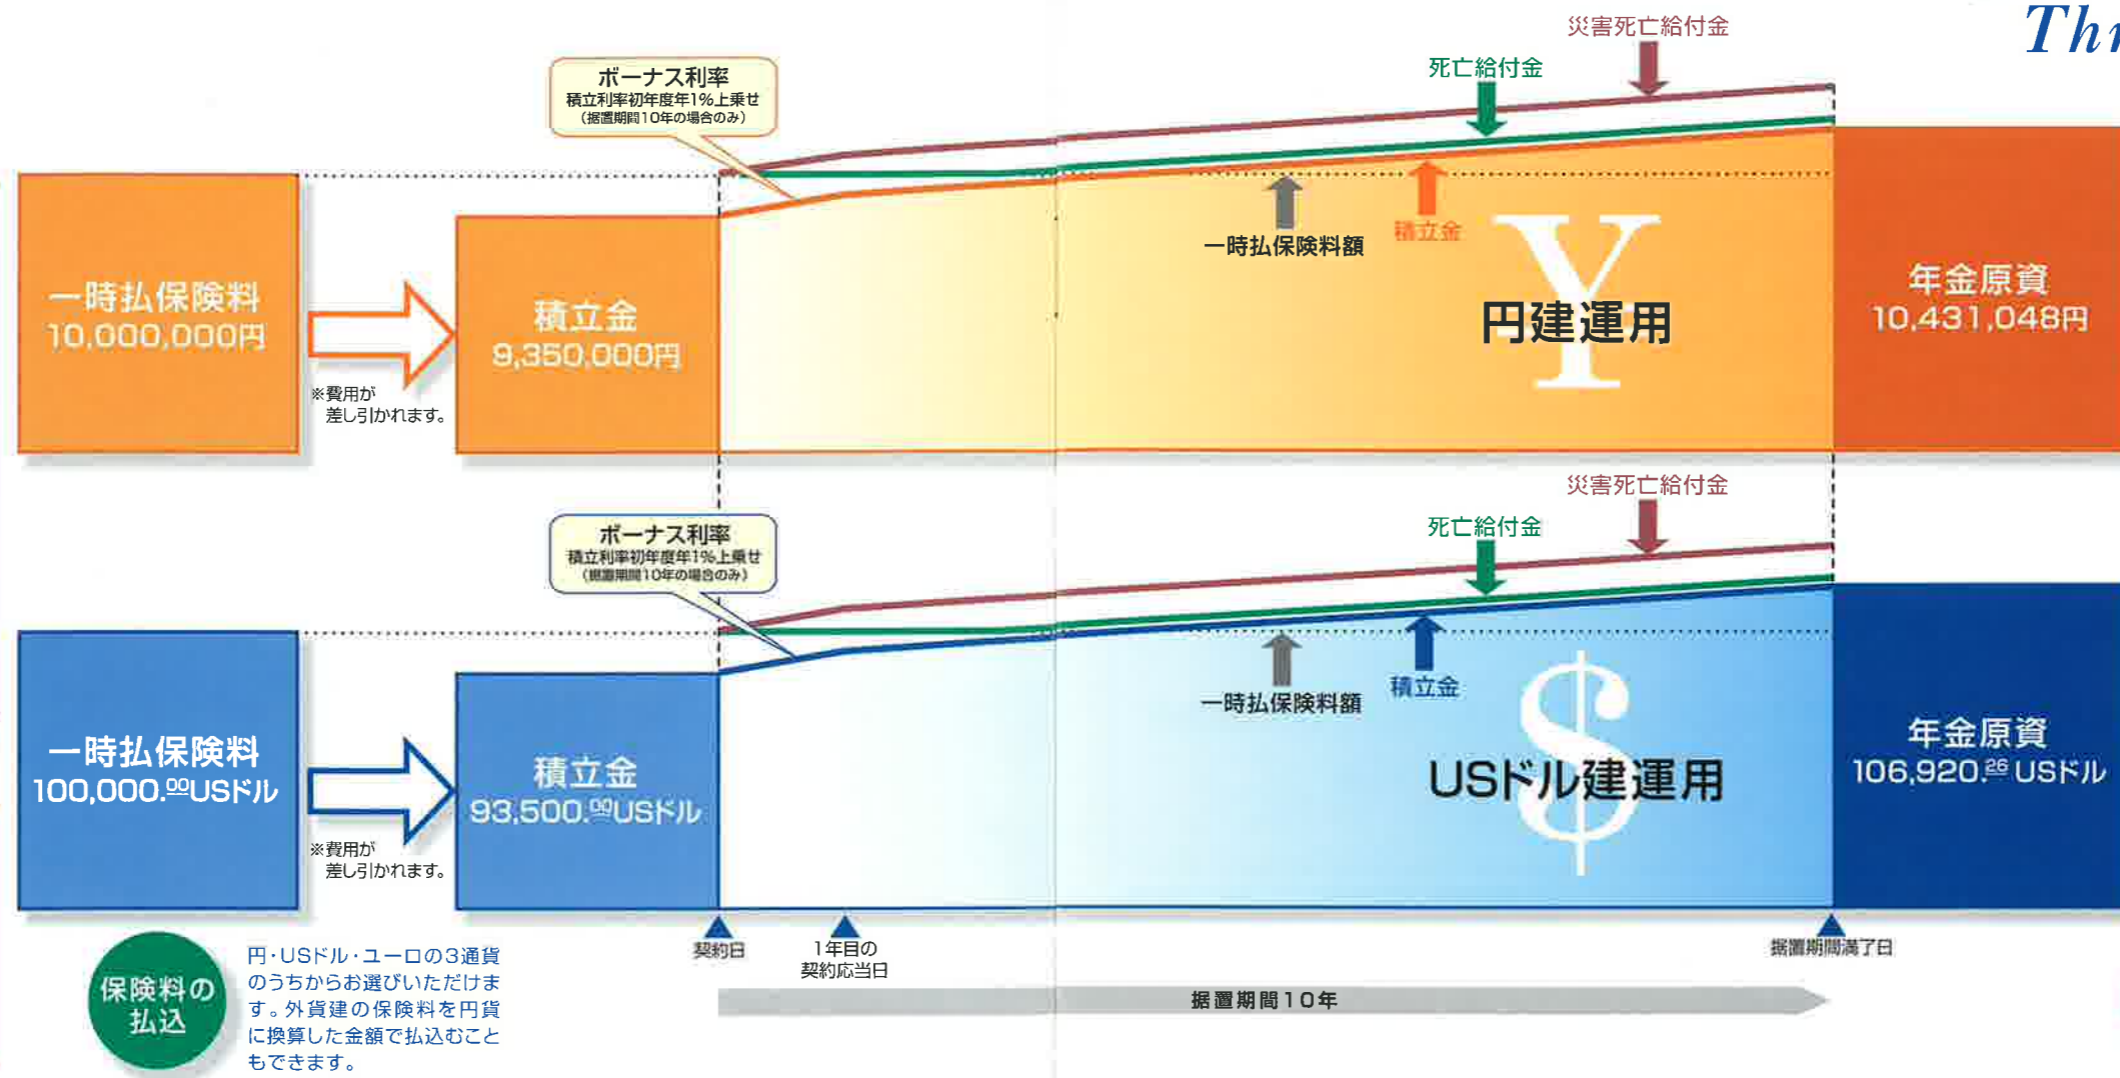 Thr
災害死亡給付金
死亡給付金
ボーナス利率
積立利率初年度年1%上乗せ
(据置期間10年の場合のみ)
一時払保険料額
積立金
一時払保険料
10,000,000円
※費用が
差し引かれます。
積立金
9,350,000円
¥
円建運用
年金原資
10,431,048円
災害死亡給付金
死亡給付金
ボーナス利率
積立利率初年度年1%上乗せ
(据置期間10年の場合のみ)
一時払保険料額
積立金
一時払保険料
100,000.00USドル
※費用が
差し引かれます。
積立金
93,500.00USドル
$
USドル建運用
年金原資
106,920.26 USドル
契約日
1年目の
契約応当日
据置期間満了日
据置期間10年
保険料の
払込
円・USドル・ユーロの3通貨
のうちからお選びいただけま
す。外貨建の保険料を円貨
に換算した金額で払込むこと
もできます。